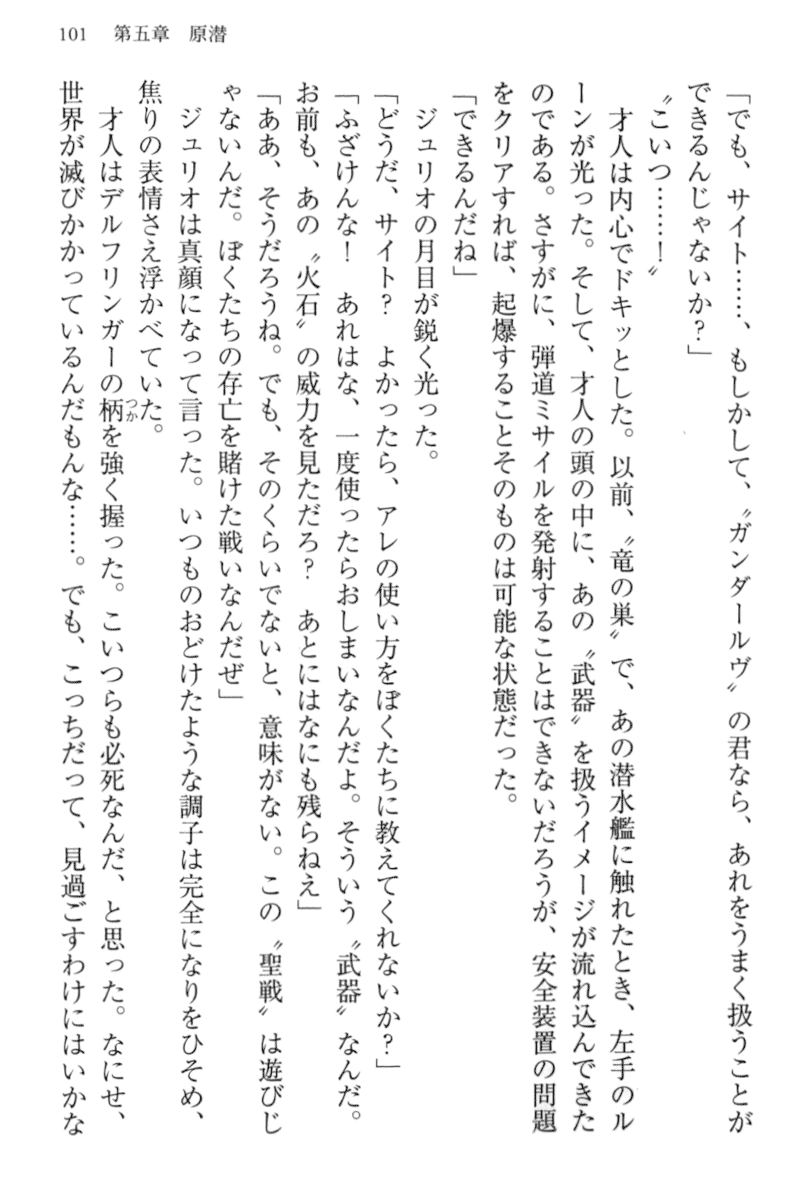 101　第五章　原潜
「でも、サイト……、もしかして、〝ガンダールヴ〟の君なら、あれをうまく扱うことが
できるんじゃないか？」
〝こいつ……！〟
　才人は内心でドキッとした。以前、〝竜の巣〟で、あの潜水艦に触れたとき、左手のル
ーンが光った。そして、才人の頭の中に、あの〝武器〟を扱うイメージが流れ込んできた
のである。さすがに、弾道ミサイルを発射することはできないだろうが、安全装置の問題
をクリアすれば、起爆することそのものは可能な状態だった。
「できるんだね」
　ジュリオの月目が鋭く光った。
「どうだ、サイト？　よかったら、アレの使い方をぼくたちに教えてくれないか？」
「ふざけんな！　あれはな、一度使ったらおしまいなんだよ。そういう〝武器〟なんだ。
お前も、あの〝火石〟の威力を見ただろ？　あとにはなにも残らねえ」
「ああ、そうだろうね。でも、そのくらいでないと、意味がない。この〝聖戦〟は遊びじ
ゃないんだ。ぼくたちの存亡を賭けた戦いなんだぜ」
　ジュリオは真顔になって言った。いつものおどけたような調子は完全になりをひそめ、
焦りの表情さえ浮かべていた。
　才人はデルフリンガーの柄つかを強く握った。こいつらも必死なんだ、と思った。なにせ、
世界が滅びかかっているんだもんな……。でも、こっちだって、見過ごすわけにはいかな